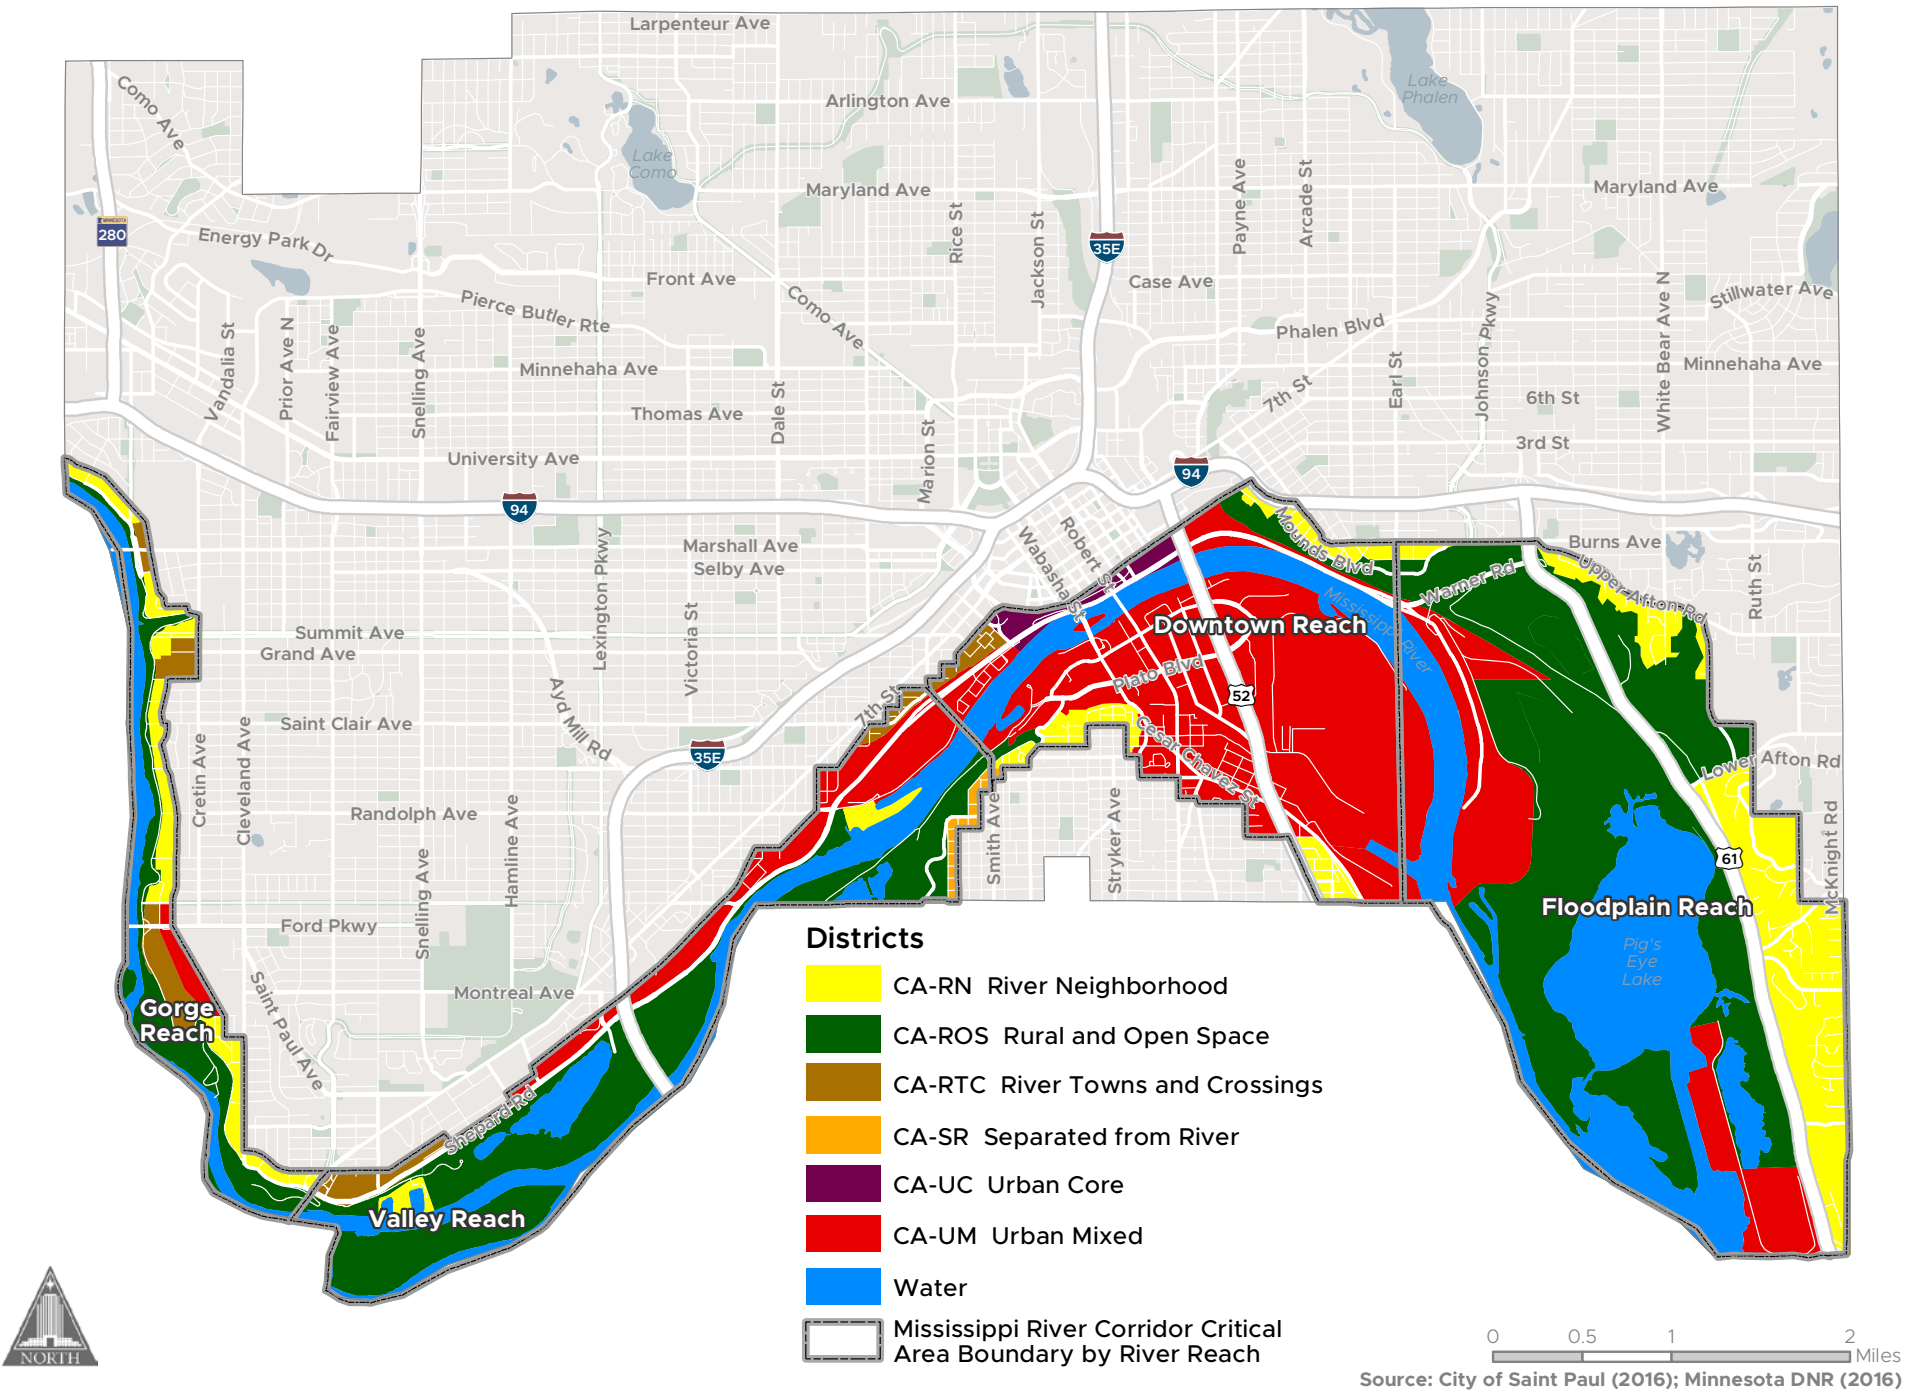 Larpenteur Ave
Como Ave
Arlington Ave
Lake
Phalen
Lake
Como
Maryland Ave
Maryland Ave
Payne Ave
Arcade St
Rice St
Jackson St
MINNESOTA
280
Energy Park Dr
35E
Front Ave
Case Ave
Stillwater Ave
Pierce Butler Rte
Como Ave
Phalen Blvd
Johnson Pkwy
White Bear Ave N
Vandalia St
Prior Ave N
Fairview Ave
Snelling Ave
Minnehaha Ave
Minnehaha Ave
Dale St
Earl St
7th St
6th St
Thomas Ave
Marion St
3rd St
University Ave
94
94
Lexington Pkwy
Marshall Ave
Selby Ave
Wabasha St
Robert St
Mounds Blvd
Burns Ave
Warner Rd
Upper Afton Rd
Ruth St
Mississippi River
Summit Ave
Grand Ave
Victoria St
Downtown Reach
Plato Blvd
52
Ayd Mill Rd
7th St
Saint Clair Ave
Cretin Ave
Cleveland Ave
35E
Cesar Chavez St
Lower Afton Rd
Randolph Ave
Hamline Ave
Snelling Ave
Smith Ave
Stryker Ave
61
McKnight Rd
Ford Pkwy
Floodplain Reach
Pig's
Eye
Lake
Saint Paul Ave
Montreal Ave
Gorge
Reach
Shepard Rd
Valley Reach
Districts
CA-RN River Neighborhood
CA-ROS Rural and Open Space
CA-RTC River Towns and Crossings
CA-SR Separated from River
CA-UC Urban Core
CA-UM Urban Mixed
Water
Mississippi River Corridor Critical
Area Boundary by River Reach
NORTH
0 0.5 1 2
Miles
Source: City of Saint Paul (2016); Minnesota DNR (2016)